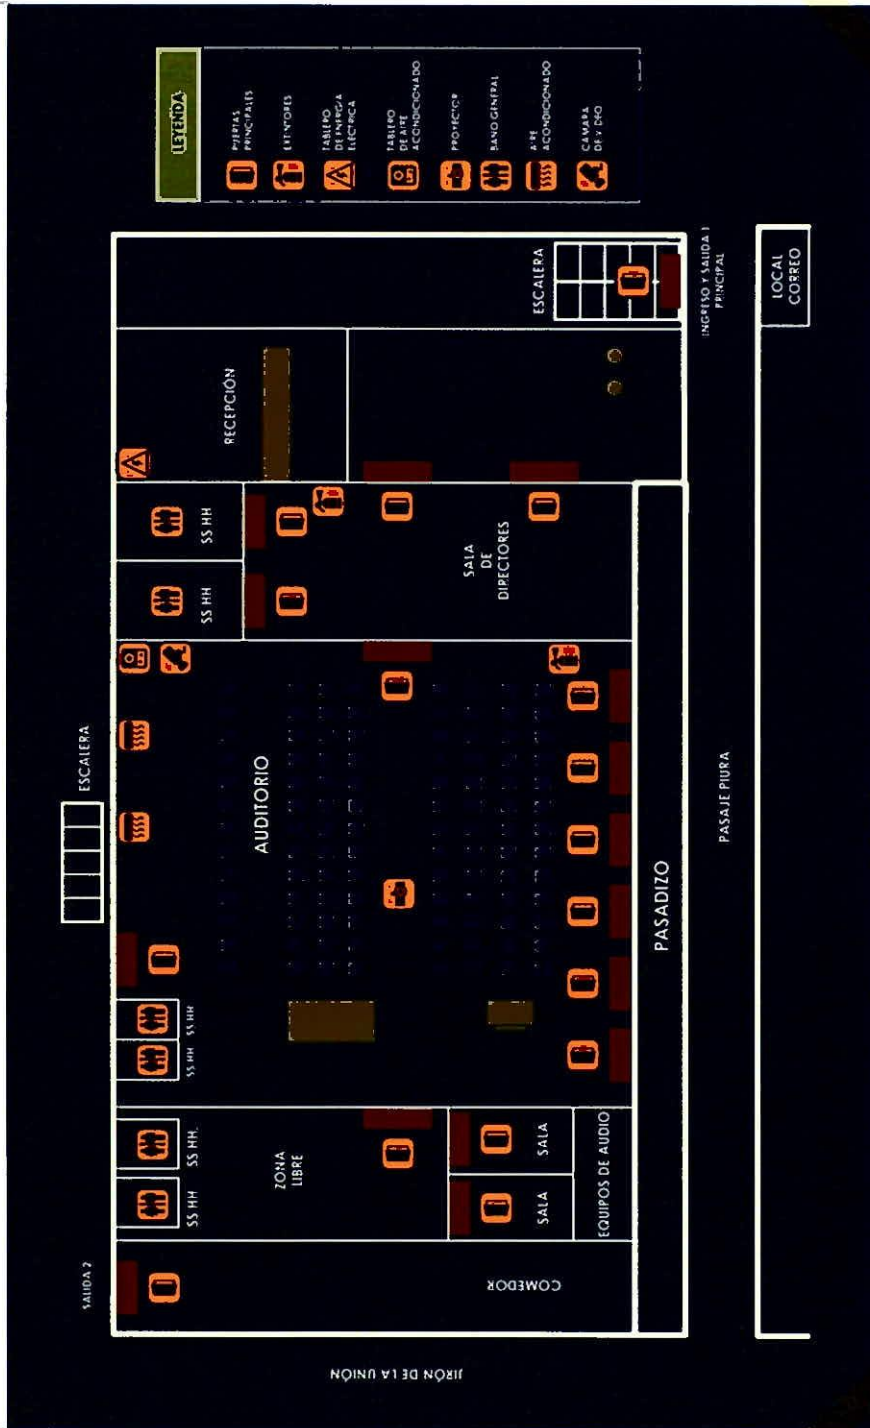 LEYENDA
PUERTAS
PRINCIPALES
EXTINTORES
TABLERO
DE ENERGÍA
ELÉCTRICA
TABLERO
DE AIRE
ACONDICIONADO
PROYECTOR
BAÑO GENERAL
AIRE
ACONDICIONADO
CÁMARA
DE VIDEO
SALIDA 2
COMEDOR
SS HH
SS HH.
ZONA
LIBRE
SALA
SALA
EQUIPOS DE AUDIO
SS HH
SS HH
ESCALERA
AUDITORIO
PASADIZO
SS HH
SS HH
SALA
DE
DIRECTORES
RECEPCIÓN
ESCALERA
INGRESO Y SALIDA 1
PRINCIPAL
PASAJE PIURA
LOCAL
CORREO
JIRÓN DE LA UNIÓN